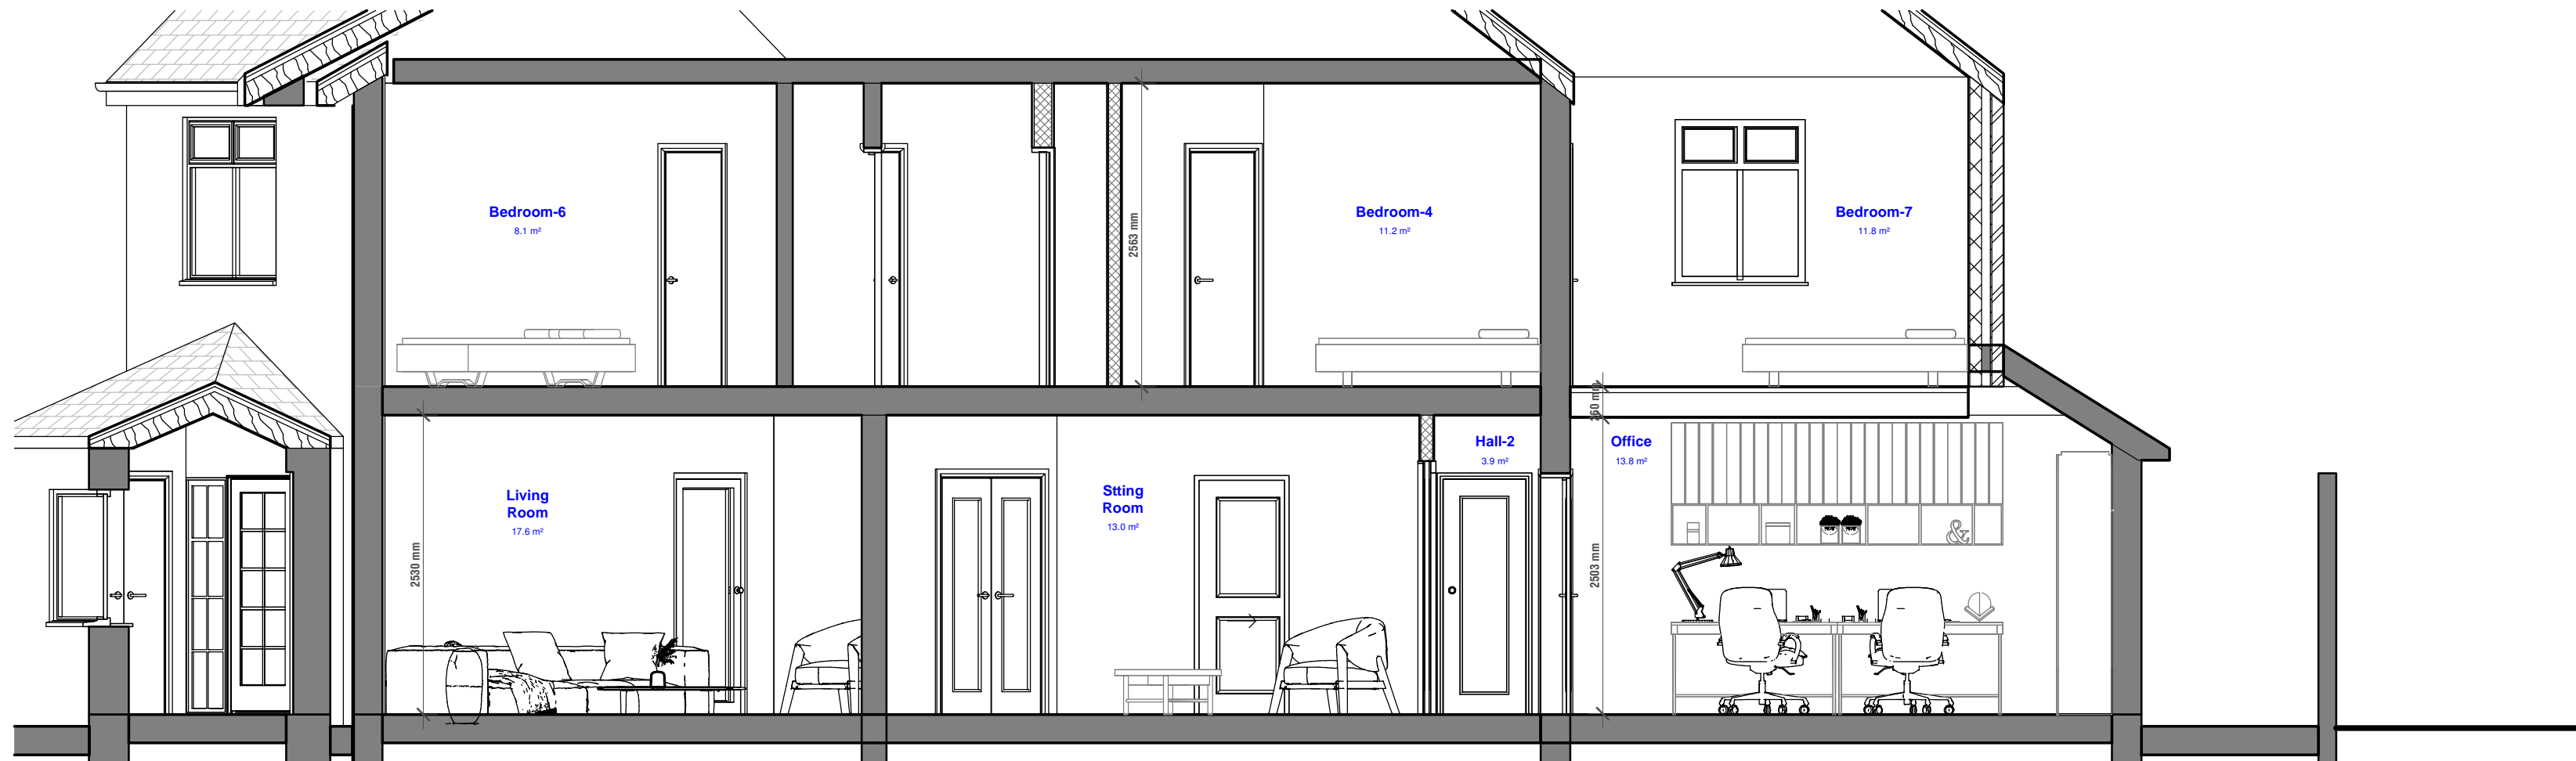 Bedroom-6
8.1 m²
Bedroom-4
11.2 m²
Bedroom-7
11.8 m²
2563 mm
Hall-2
3.9 m²
Office
13.8 m²
Living
Room
17.6 m²
Stting
Room
13.0 m²
2530 mm
2503 mm
&